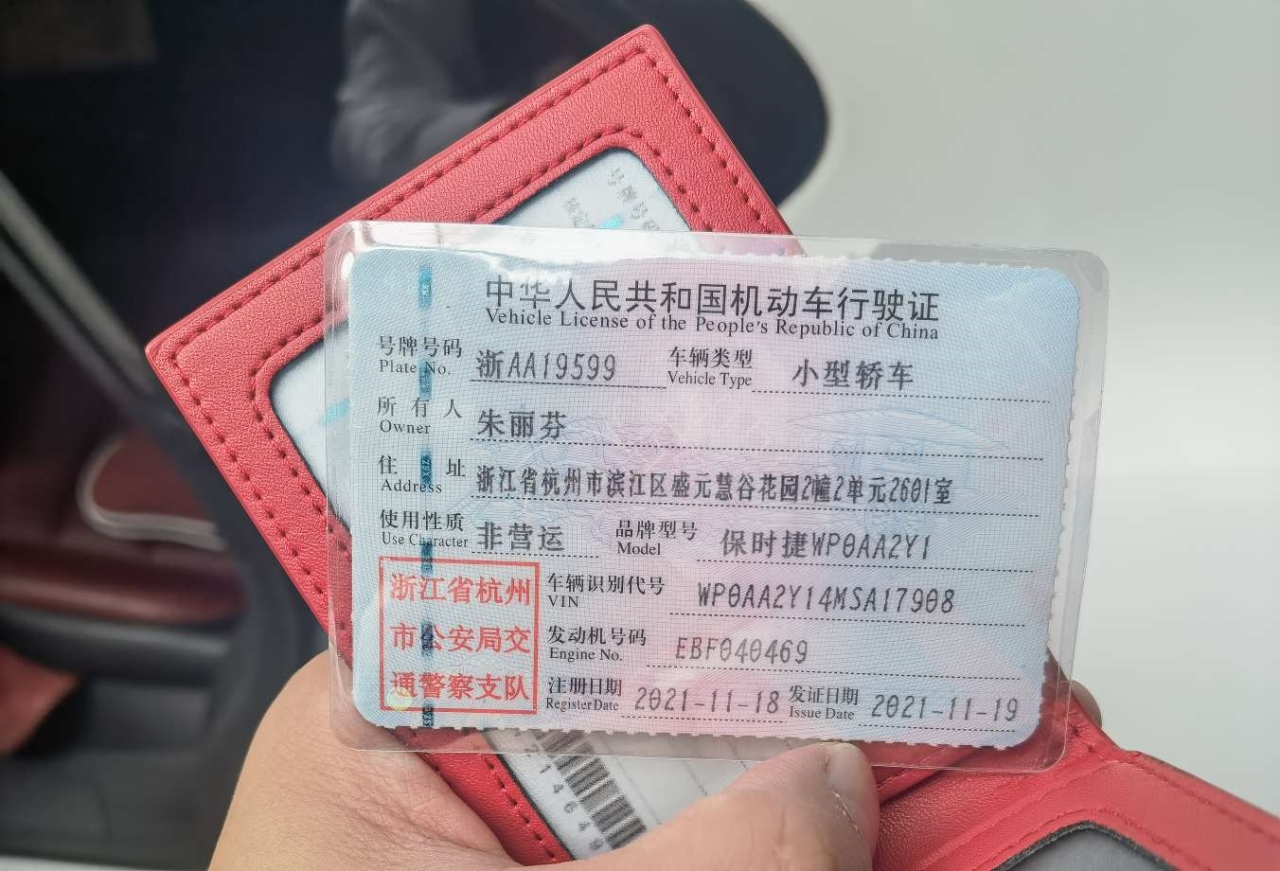 号牌号码
中华人民共和国机动车行驶证
Vehicle License of the People's Republic of China
号牌号码 浙AA19599 车辆类型 小型轿车
Plate No. Vehicle Type
所有人 朱丽芬
Owner
住址 浙江省杭州市滨江区盛元慧谷花园2幢2单元2601室
Address
使用性质 非营运 品牌型号 保时捷WP0AA2Y1
Use Character Model
浙江省杭州 车辆识别代号 WP0AA2Y14MSA17908
VIN
市公安局交 发动机号码 EBF040469
Engine No.
通警察支队 注册日期 2021-11-18 发证日期 2021-11-19
Register Date Issue Date